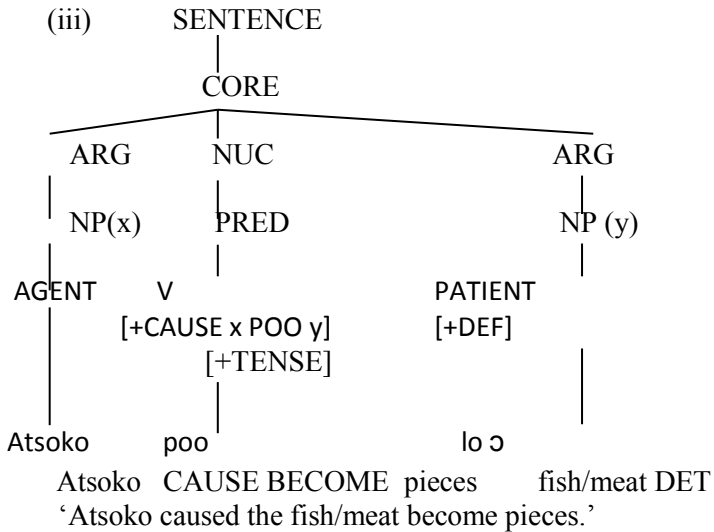 (iii) SENTENCE
CORE
ARG NUC ARG
NP(x) PRED NP (y)
AGENT V PATIENT
[+CAUSE x POO y] [+DEF]
[+TENSE]
Atsoko poo lo ɔ
Atsoko CAUSE BECOME pieces fish/meat DET
‘Atsoko caused the fish/meat become pieces.’